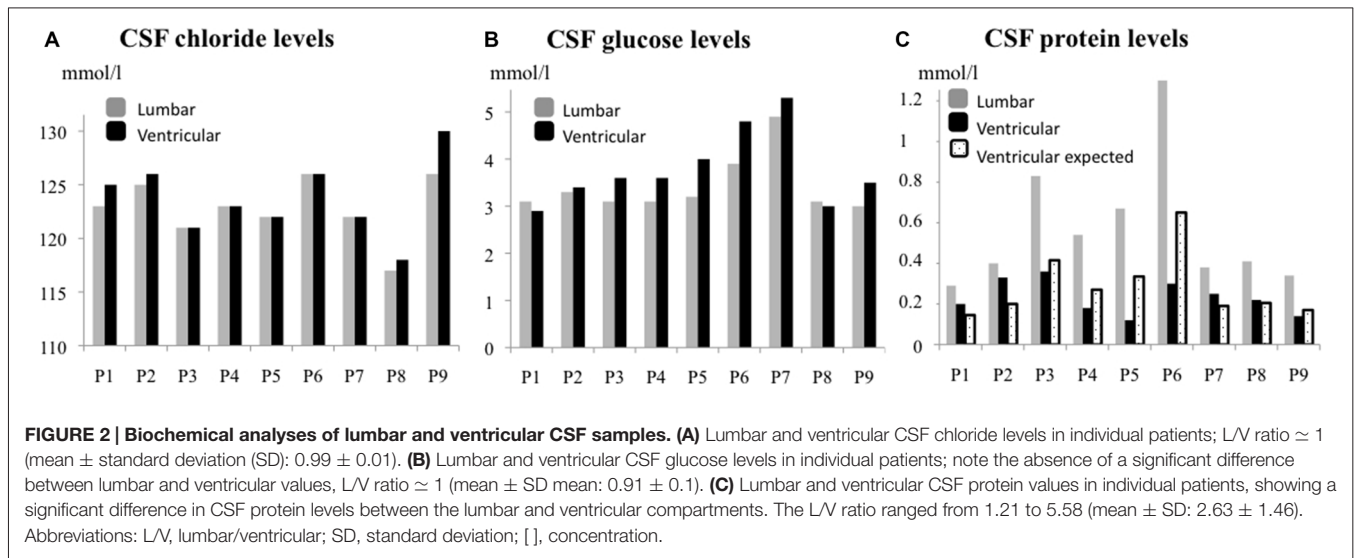 A CSF chloride levels
mmol/l
Lumbar
Ventricular
130
125
120
115
110
P1 P2 P3 P4 P5 P6 P7 P8 P9
B CSF glucose levels
mmol/l
Lumbar
Ventricular
5
4
3
2
1
0
P1 P2 P3 P4 P5 P6 P7 P8 P9
C CSF protein levels
mmol/l
1.2
Lumbar
Ventricular
Ventricular expected
1
0.8
0.6
0.4
0.2
0
P1 P2 P3 P4 P5 P6 P7 P8 P9
FIGURE 2 | Biochemical analyses of lumbar and ventricular CSF samples. (A) Lumbar and ventricular CSF chloride levels in individual patients; L/V ratio ≃ 1
(mean ± standard deviation (SD): 0.99 ± 0.01). (B) Lumbar and ventricular CSF glucose levels in individual patients; note the absence of a significant difference
between lumbar and ventricular values, L/V ratio ≃ 1 (mean ± SD mean: 0.91 ± 0.1). (C) Lumbar and ventricular CSF protein values in individual patients, showing a
significant difference in CSF protein levels between the lumbar and ventricular compartments. The L/V ratio ranged from 1.21 to 5.58 (mean ± SD: 2.63 ± 1.46).
Abbreviations: L/V, lumbar/ventricular; SD, standard deviation; [ ], concentration.